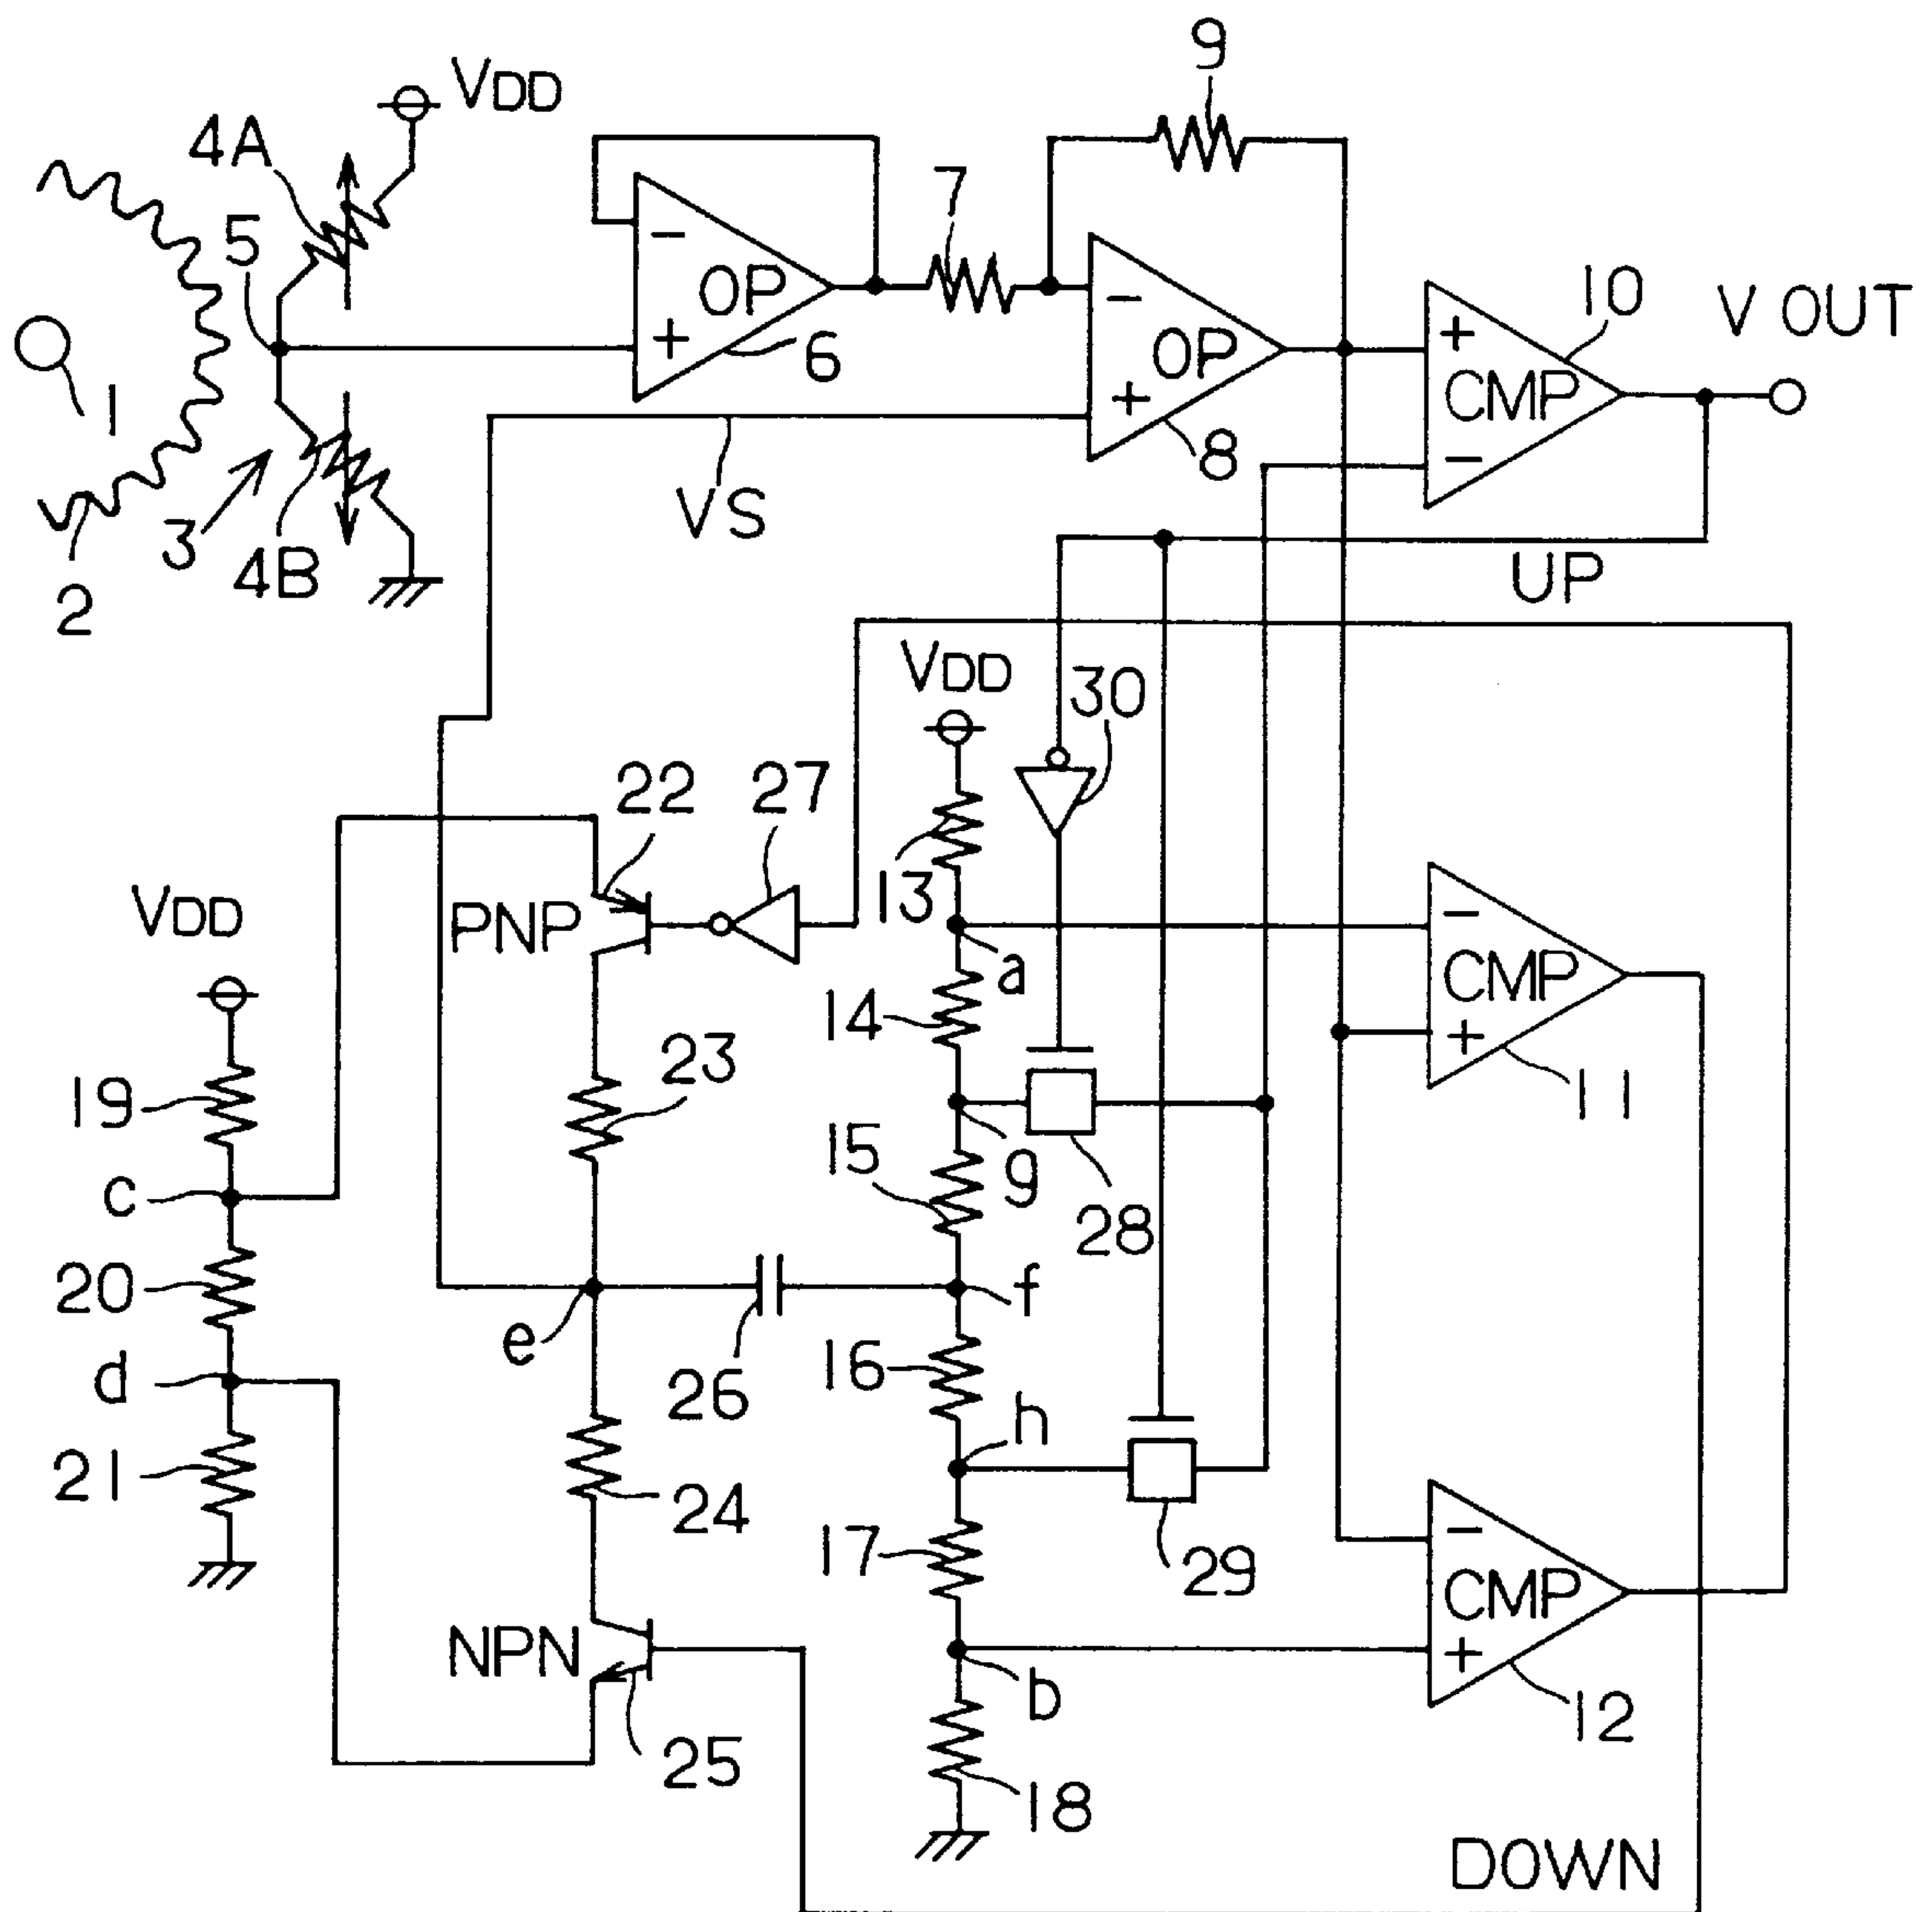 9
VDD
4A
7
5
10
V OUT
−
OP
+
6
−
OP
+
8
+
CMP
−
1
VS
3
4B
2
UP
VDD
30
22
27
13
VDD
PNP
a
−
CMP
+
11
14
23
19
15
g
28
c
20
f
e
16
d
26
h
21
24
17
29
−
CMP
+
12
NPN
b
25
18
DOWN